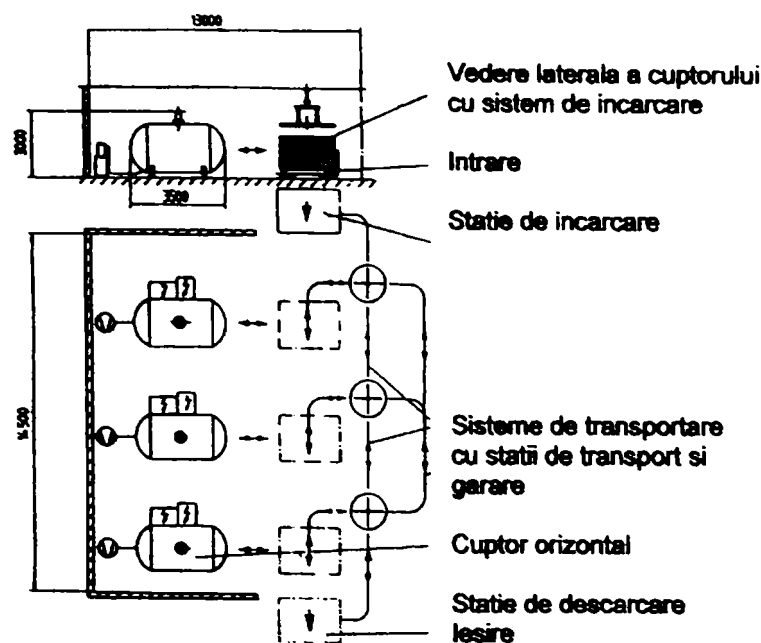 13000
Vedere laterala a cuptorului
cu sistem de incarcare
3000
Intrare
3500
Statie de incarcare
14500
Sisteme de transportare
cu statii de transport si
garare
Cuptor orizontal
Statie de descarcare
Iesire